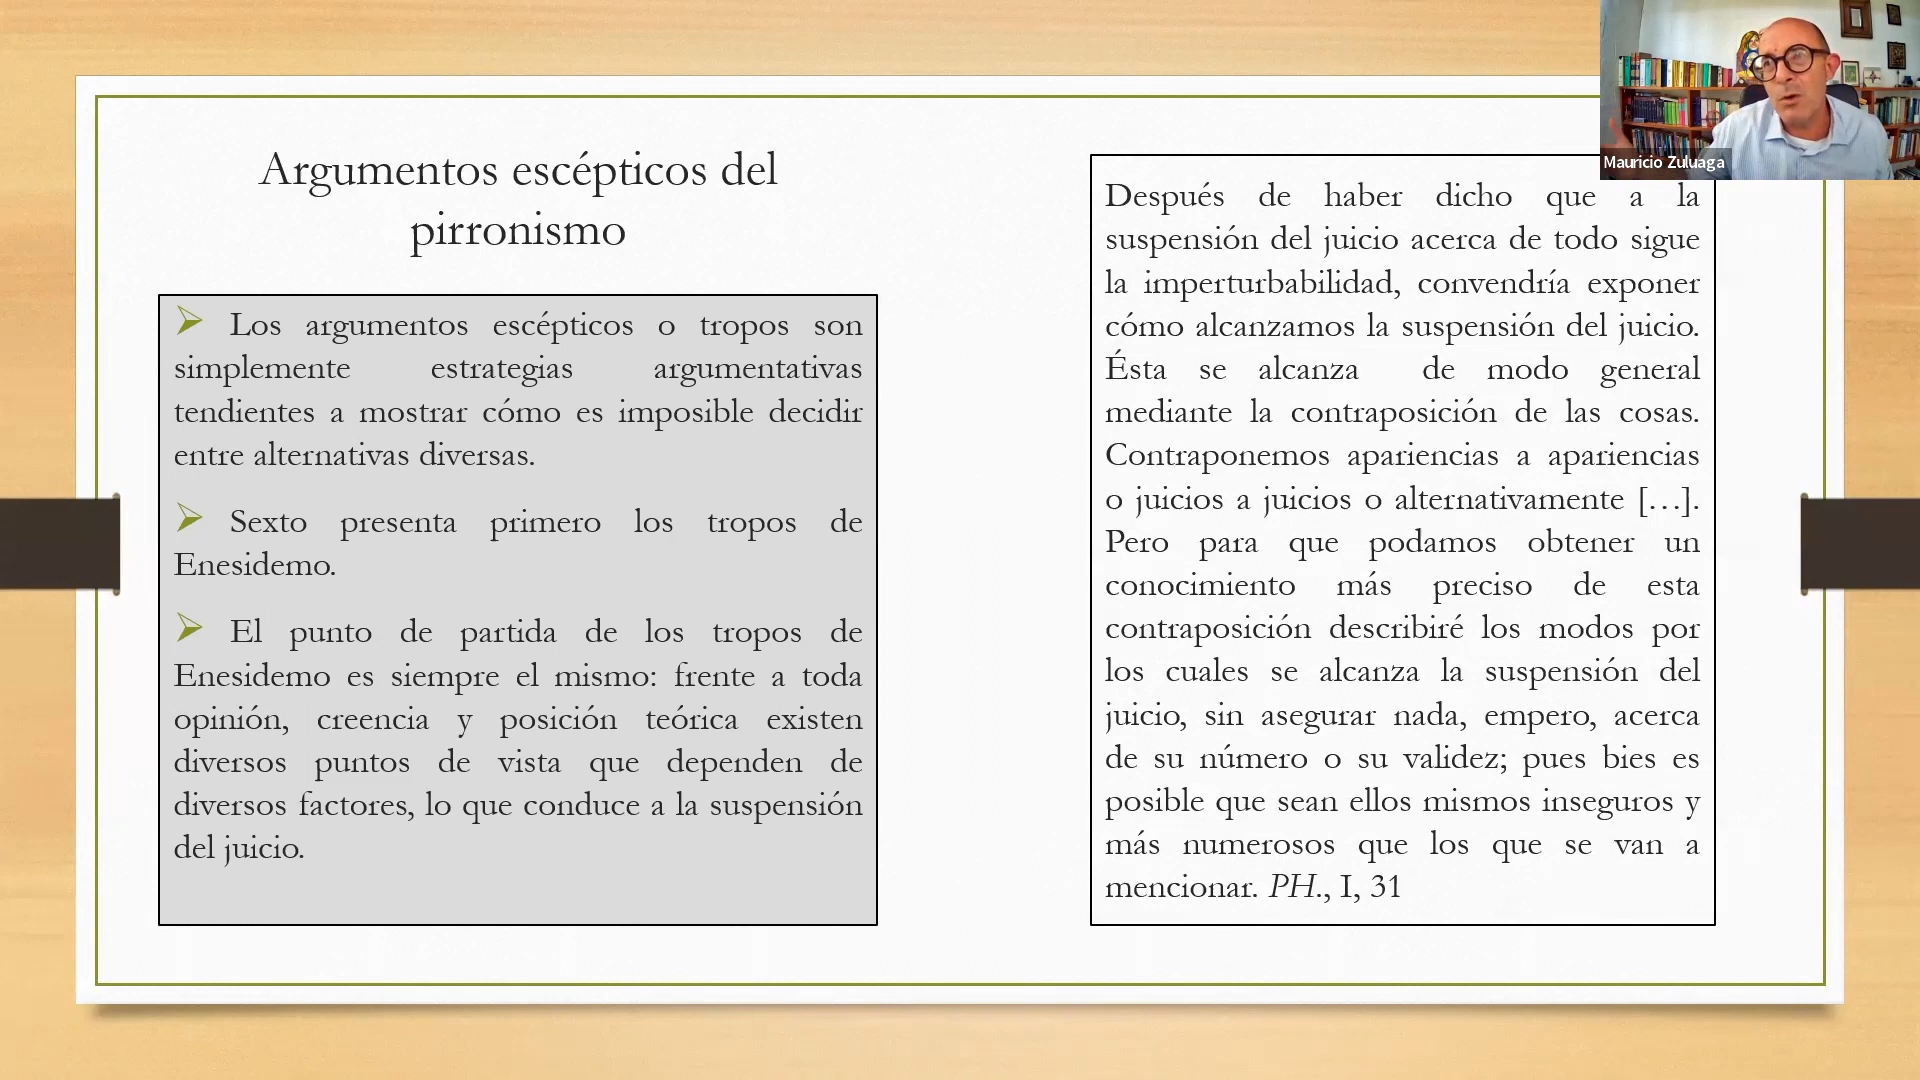 Argumentos escépticos del
pirronismo
Los argumentos escépticos o tropos son
simplemente estrategias argumentativas
tendientes a mostrar cómo es imposible decidir
entre alternativas diversas.
Sexto presenta primero los tropos de
Enesidemo.
El punto de partida de los tropos de
Enesidemo es siempre el mismo: frente a toda
opinión, creencia y posición teórica existen
diversos puntos de vista que dependen de
diversos factores, lo que conduce a la suspensión
del juicio.
Después de haber dicho que a la
suspensión del juicio acerca de todo sigue
la imperturbabilidad, convendría exponer
cómo alcanzamos la suspensión del juicio.
Ésta se alcanza de modo general
mediante la contraposición de las cosas.
Contraponemos apariencias a apariencias
o juicios a juicios o alternativamente […].
Pero para que podamos obtener un
conocimiento más preciso de esta
contraposición describiré los modos por
los cuales se alcanza la suspensión del
juicio, sin asegurar nada, empero, acerca
de su número o su validez; pues bies es
posible que sean ellos mismos inseguros y
más numerosos que los que se van a
mencionar. PH., I, 31
Mauricio Zuluaga